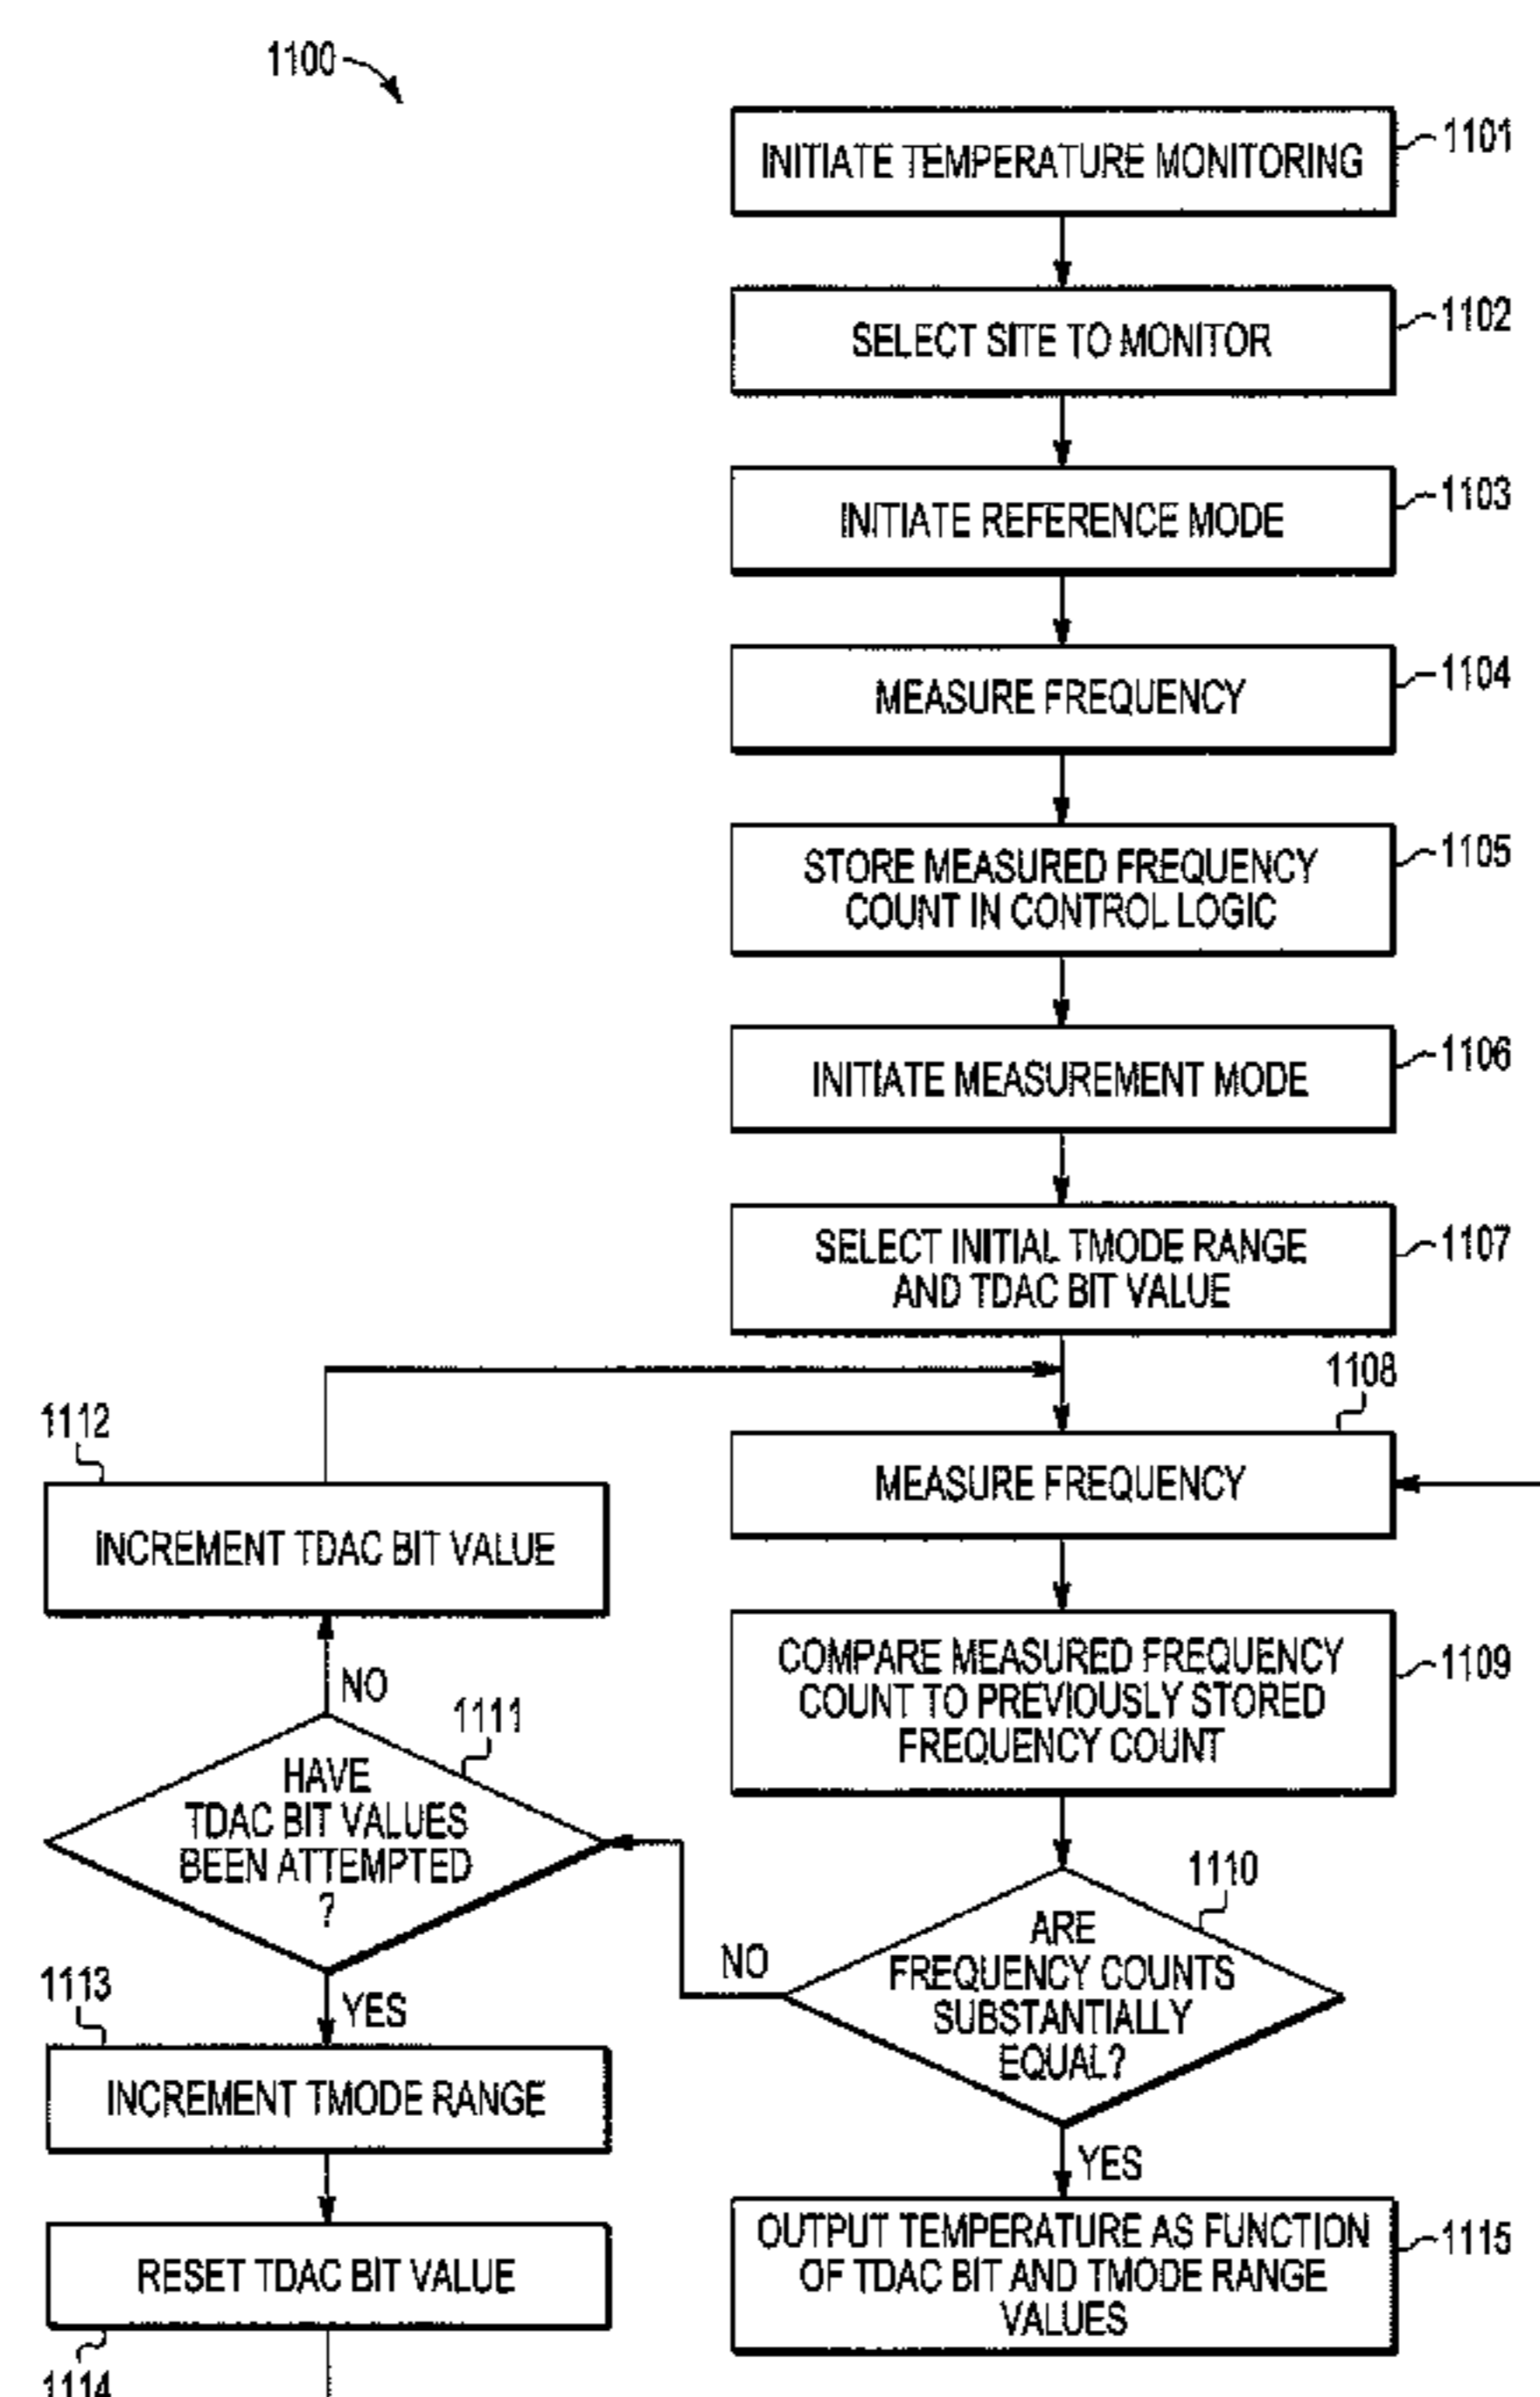 1100
INITIATE TEMPERATURE MONITORING
1101
SELECT SITE TO MONITOR
1102
INITIATE REFERENCE MODE
1103
MEASURE FREQUENCY
1104
STORE MEASURED FREQUENCY
COUNT IN CONTROL LOGIC
1105
INITIATE MEASUREMENT MODE
1106
SELECT INITIAL TMODE RANGE
AND TDAC BIT VALUE
1107
1108
MEASURE FREQUENCY
1112
INCREMENT TDAC BIT VALUE
COMPARE MEASURED FREQUENCY
COUNT TO PREVIOUSLY STORED
FREQUENCY COUNT
1109
NO
1111
HAVE
TDAC BIT VALUES
BEEN ATTEMPTED
?
1110
ARE
FREQUENCY COUNTS
SUBSTANTIALLY
EQUAL?
NO
YES
1113
INCREMENT TMODE RANGE
YES
RESET TDAC BIT VALUE
1114
OUTPUT TEMPERATURE AS FUNCTION
OF TDAC BIT AND TMODE RANGE
VALUES
1115